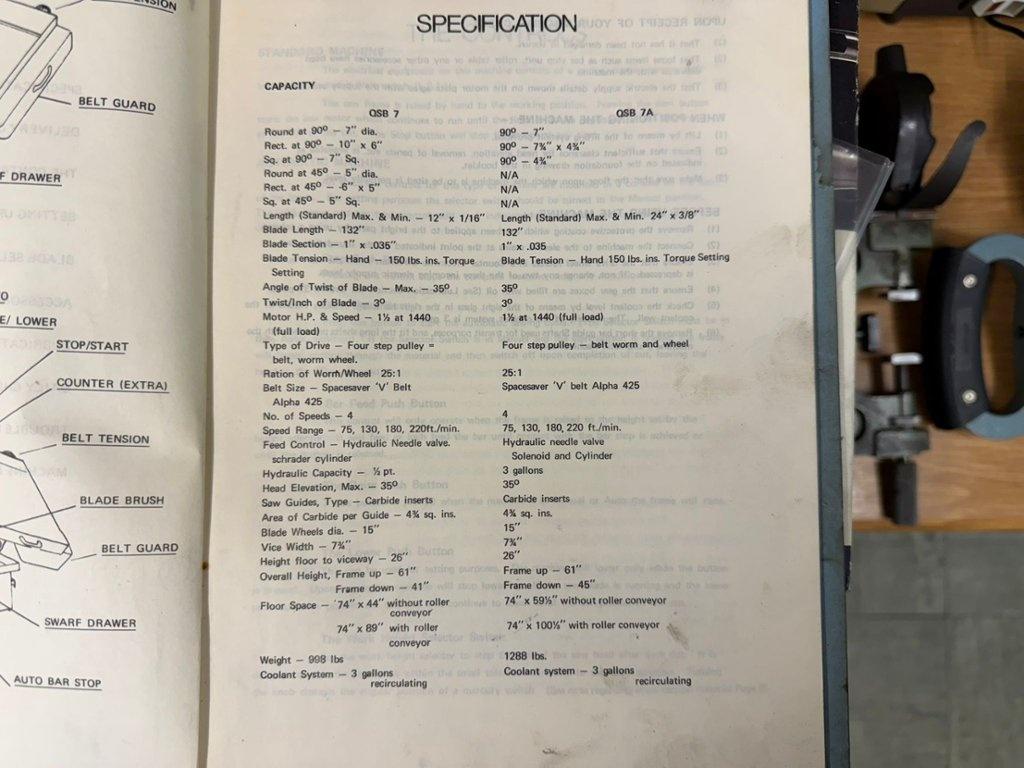 TENSION
BELT GUARD
F DRAWER
E/ LOWER
STOP/START
COUNTER (EXTRA)
BELT TENSION
BLADE BRUSH
BELT GUARD
SWARF DRAWER
AUTO BAR STOP
SPECIFICATION
CAPACITY
QSB 7 QSB 7A
Round at 90° – 7" dia. 90° – 7"
Rect. at 90° – 10" x 6" 90° – 7¾" x 4¾"
Sq. at 90° – 7" Sq. 90° – 4¾"
Round at 45° – 5" dia. N/A
Rect. at 45° – -6" x 5" N/A
Sq. at 45° – 5" Sq. N/A
Length (Standard) Max. & Min. – 12" x 1/16" Length (Standard) Max. & Min. 24" x 3/8"
Blade Length – 132" 132"
Blade Section – 1" x .035" 1" x .035
Blade Tension – Hand – 150 lbs. ins. Torque Blade Tension – Hand 150 lbs. ins. Torque Setting
Setting
Angle of Twist of Blade – Max. – 35° 35°
Twist/Inch of Blade – 3° 3°
Motor H.P. & Speed – 1½ at 1440 1½ at 1440 (full load)
(full load)
Type of Drive – Four step pulley = Four step pulley – belt worm and wheel
belt, worm wheel.
Ration of Worm/Wheel 25:1 25:1
Belt Size – Spacesaver 'V' Belt Spacesaver 'V' belt Alpha 425
Alpha 425
No. of Speeds – 4 4
Speed Range – 75, 130, 180, 220ft./min. 75, 130, 180, 220 ft./min.
Feed Control – Hydraulic Needle valve. Hydraulic needle valve
schrader cylinder Solenoid and Cylinder
Hydraulic Capacity – ½ pt. 3 gallons
Head Elevation, Max. – 35° 35°
Saw Guides, Type – Carbide inserts Carbide inserts
Area of Carbide per Guide – 4¾ sq. ins. 4¾ sq. ins.
Blade Wheels dia. – 15" 15"
Vice Width – 7¾" 7¾"
Height floor to viceway – 26" 26"
Overall Height, Frame up – 61" Frame up – 61"
Frame down – 41" Frame down – 45"
Floor Space – 74" x 44" without roller 74" x 59½" without roller conveyor
conveyor
74" x 89" with roller 74" x 100½" with roller conveyor
conveyor
Weight – 998 lbs 1288 lbs.
Coolant System – 3 gallons Coolant system – 3 gallons
recirculating recirculating